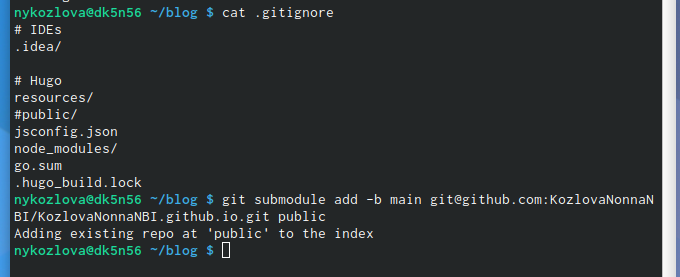 nykozlova@dk5n56 ~/blog $ cat .gitignore
# IDEs
.idea/

# Hugo
resources/
#public/
jsconfig.json
node_modules/
go.sum
.hugo_build.lock
nykozlova@dk5n56 ~/blog $ git submodule add -b main git@github.com:KozlovaNonnaN
BI/KozlovaNonnaNBI.github.io.git public
Adding existing repo at 'public' to the index
nykozlova@dk5n56 ~/blog $